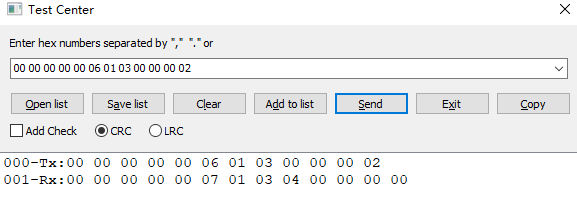 Test Center
Enter hex numbers separated by "," "." or
00 00 00 00 00 06 01 03 00 00 00 02
Open list Save list Clear Add to list Send Exit Copy
Add Check CRC LRC
000-Tx:00 00 00 00 00 06 01 03 00 00 00 02
001-Rx:00 00 00 00 00 07 01 03 04 00 00 00 00